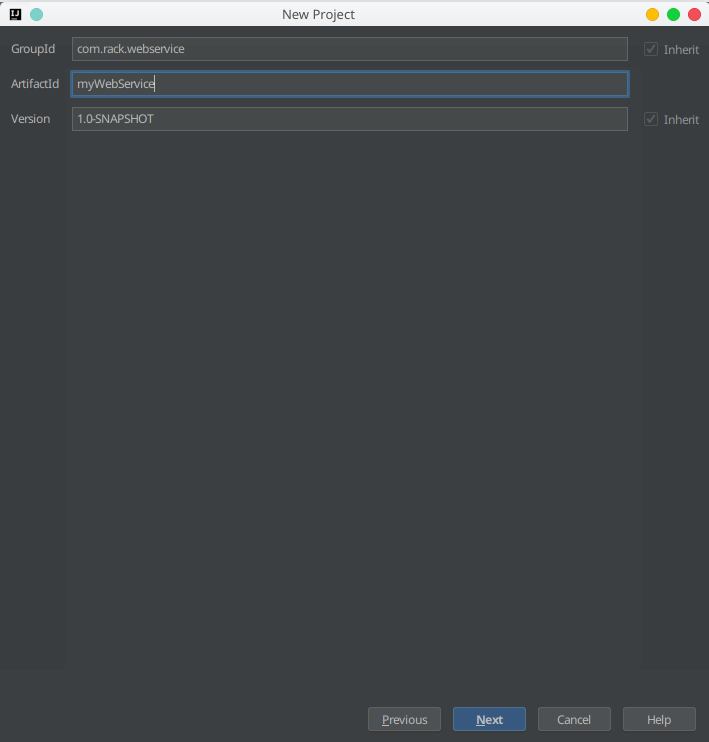 IJ
New Project
GroupId com.rack.webservice Inherit
ArtifactId myWebService
Version 1.0-SNAPSHOT Inherit
Previous Next Cancel Help